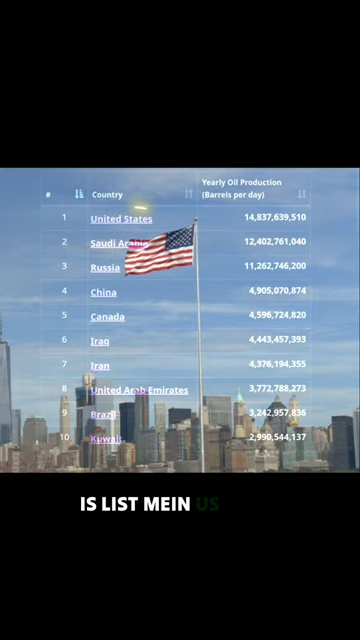 Yearly Oil Production
# Country (Barrels per day)
1 United States 14,837,639,510
2 Saudi Arabia 12,402,761,040
3 Russia 11,262,746,200
4 China 4,905,070,874
5 Canada 4,596,724,820
6 Iraq 4,443,457,393
7 Iran 4,376,194,355
8 United Arab Emirates 3,772,788,273
9 Brazil 3,242,957,836
10 Kuwait 2,990,544,137
IS LIST MEIN US